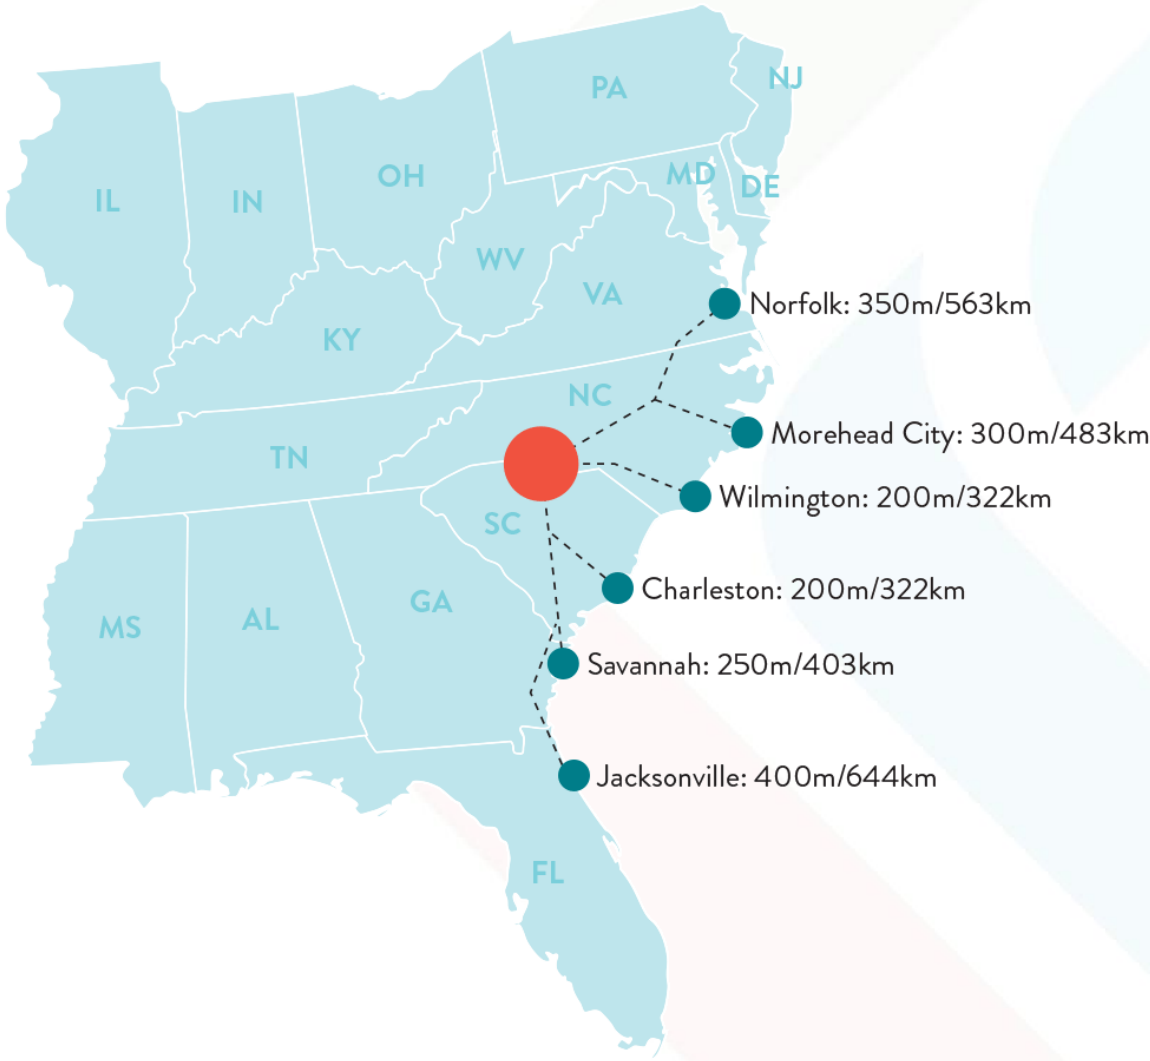 PA
NJ
OH
MD
DE
IL
IN
WV
VA
Norfolk: 350m/563km
KY
NC
Morehead City: 300m/483km
TN
Wilmington: 200m/322km
SC
Charleston: 200m/322km
GA
AL
MS
Savannah: 250m/403km
Jacksonville: 400m/644km
FL